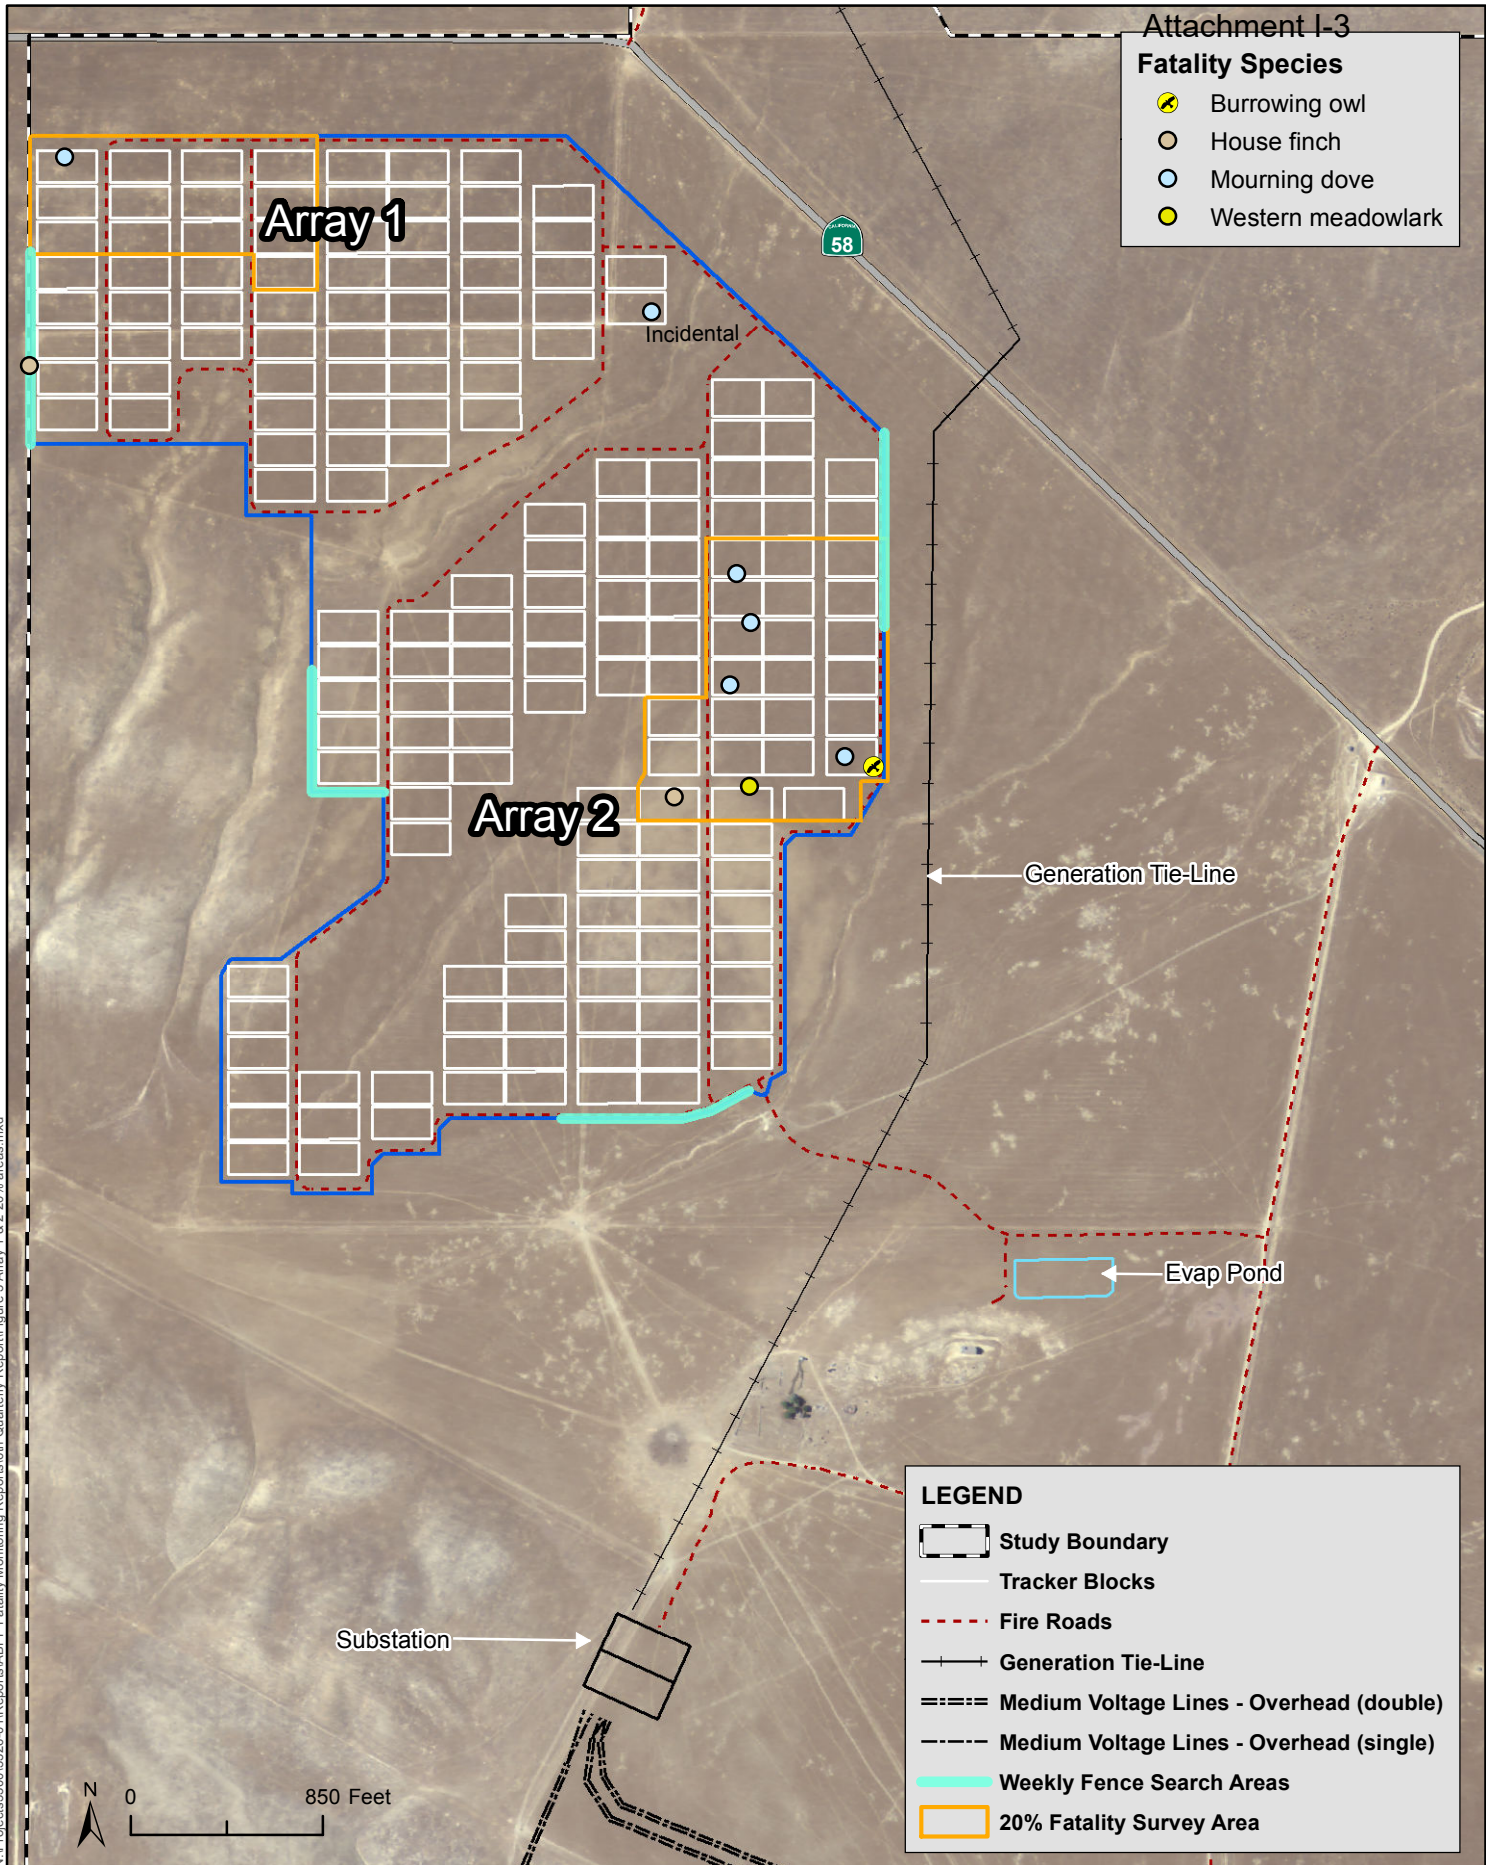 Attachment I-3
Fatality Species
Burrowing owl
House finch
Mourning dove
Western meadowlark
Array 1
CALIFORNIA
58
Incidental
Array 2
Generation Tie-Line
Evap Pond
Substation
LEGEND
Study Boundary
Tracker Blocks
Fire Roads
Generation Tie-Line
Medium Voltage Lines - Overhead (double)
Medium Voltage Lines - Overhead (single)
Weekly Fence Search Areas
20% Fatality Survey Area
N
0
850 Feet